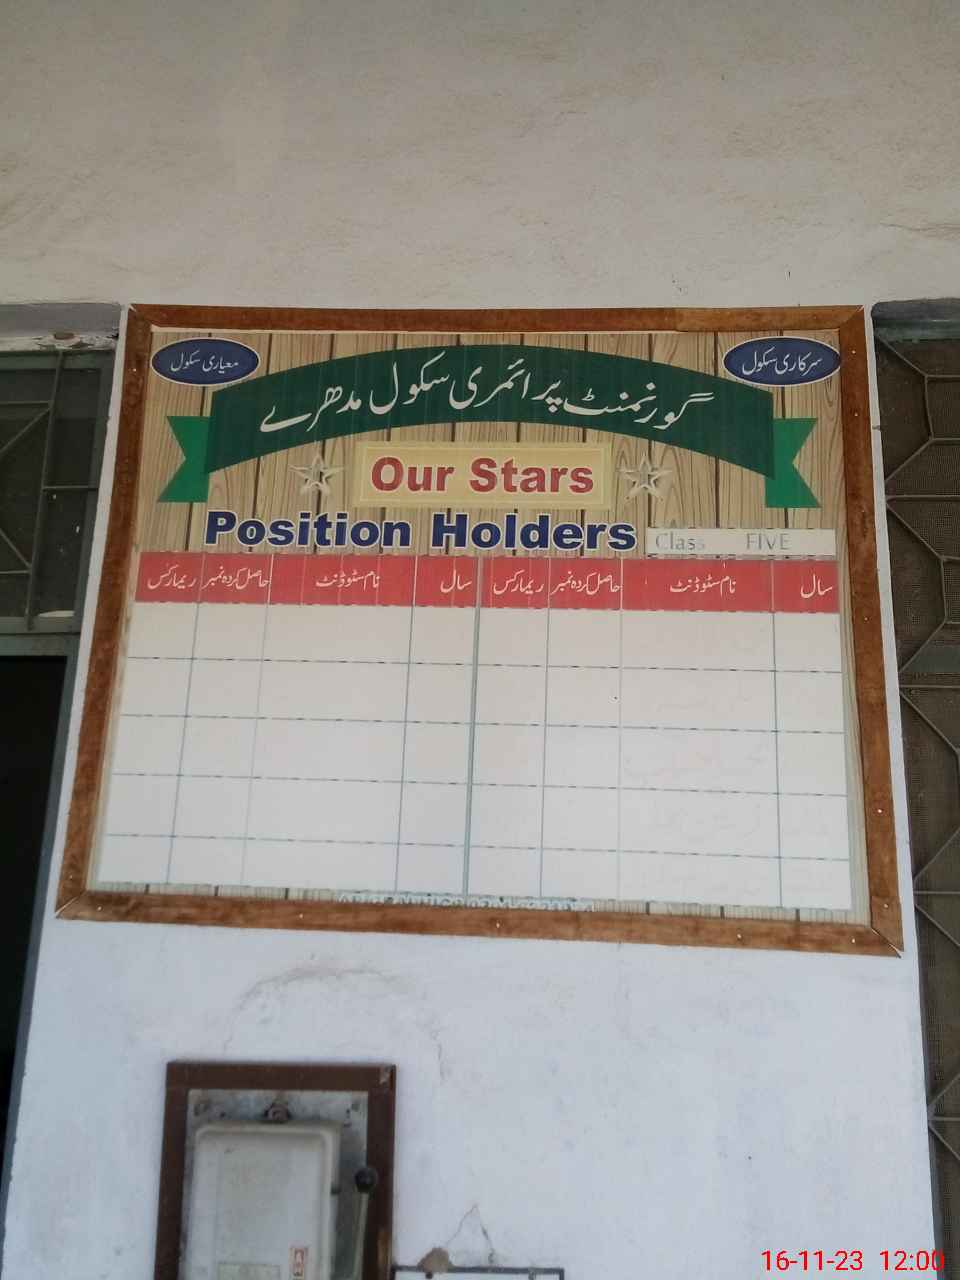 سرکاری سکول
معیاری سکول
گورنمنٹ پرائمری سکول مدھرے
Our Stars
Position Holders
Class FIVE
سال نام سٹوڈنٹ حاصل کردہ نمبر ریمارکس سال نام سٹوڈنٹ حاصل کردہ نمبر ریمارکس
16-11-23 12:00